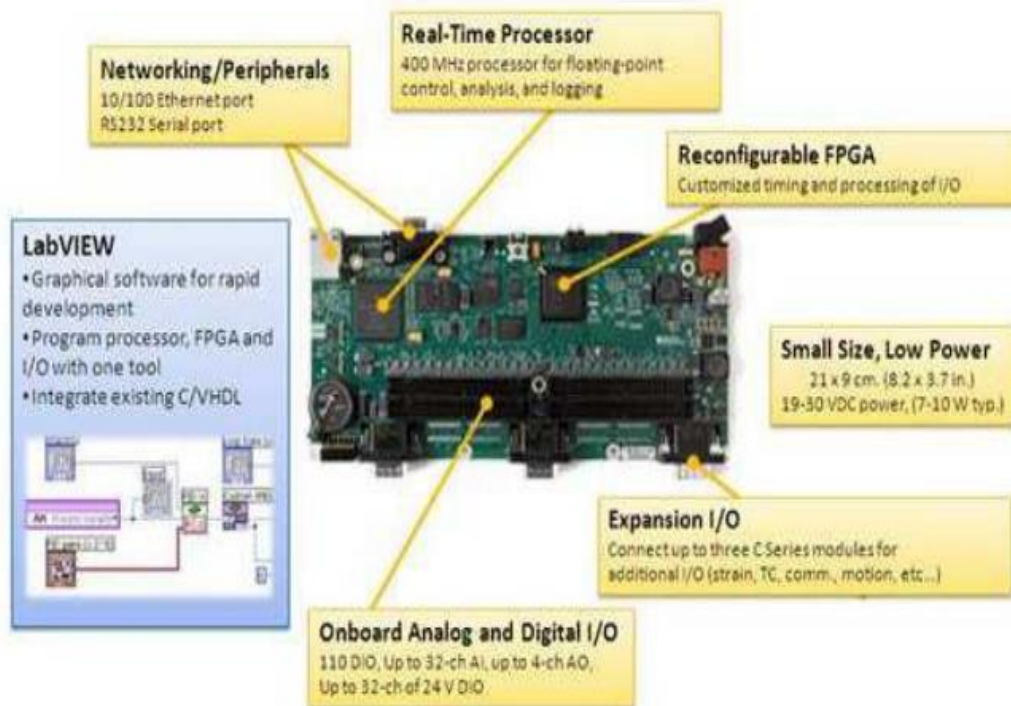 Real-Time Processor
400 MHz processor for floating-point
control, analysis, and logging
Networking/Peripherals
10/100 Ethernet port
RS232 Serial port
Reconfigurable FPGA
Customized timing and processing of I/O
LabVIEW
•Graphical software for rapid
development
•Program processor, FPGA and
I/O with one tool
•Integrate existing C/VHDL
Small Size, Low Power
21 x 9 cm. (8.2 x 3.7 in.)
19-30 VDC power, (7-10 W typ.)
Expansion I/O
Connect up to three C Series modules for
additional I/O (strain, TC, comm., motion, etc...)
Onboard Analog and Digital I/O
110 DIO, Up to 32-ch AI, up to 4-ch AO,
Up to 32-ch of 24 V DIO